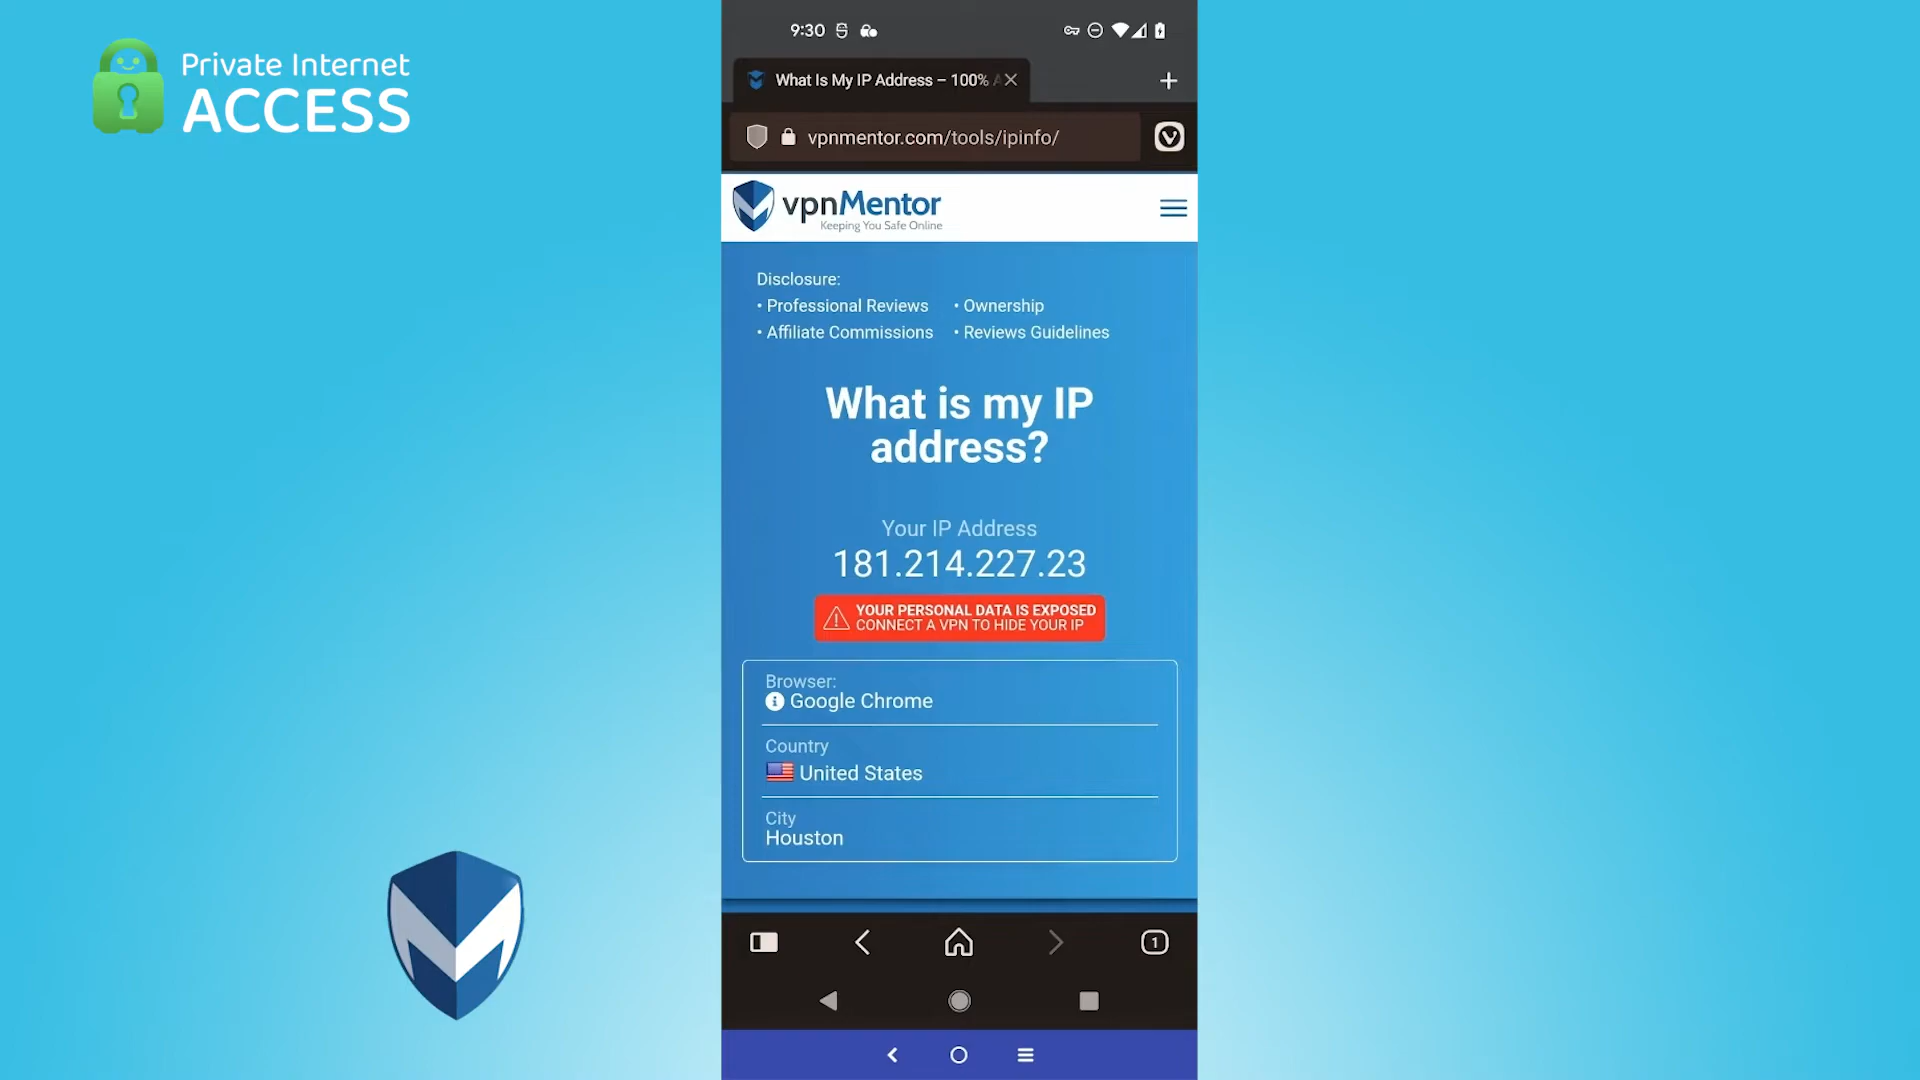 Private Internet
ACCESS
9:30
What Is My IP Address – 100% A
vpnmentor.com/tools/ipinfo/
vpnMentor
Keeping You Safe Online
Disclosure:
• Professional Reviews • Ownership
• Affiliate Commissions • Reviews Guidelines
What is my IP
address?
Your IP Address
181.214.227.23
YOUR PERSONAL DATA IS EXPOSED
CONNECT A VPN TO HIDE YOUR IP
Browser:
Google Chrome
Country
United States
City
Houston
1